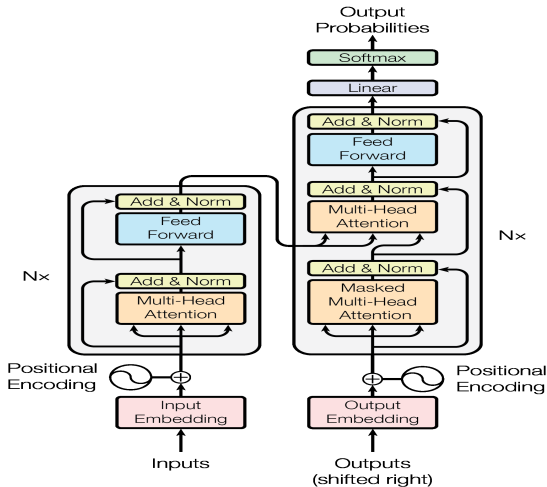 Output
Probabilities
Softmax
Linear
Add & Norm
Feed
Forward
Add & Norm
Multi-Head
Attention
Add & Norm
Masked
Multi-Head
Attention
Nx
Add & Norm
Feed
Forward
Add & Norm
Multi-Head
Attention
Nx
Positional
Encoding
Positional
Encoding
Input
Embedding
Output
Embedding
Inputs
Outputs
(shifted right)